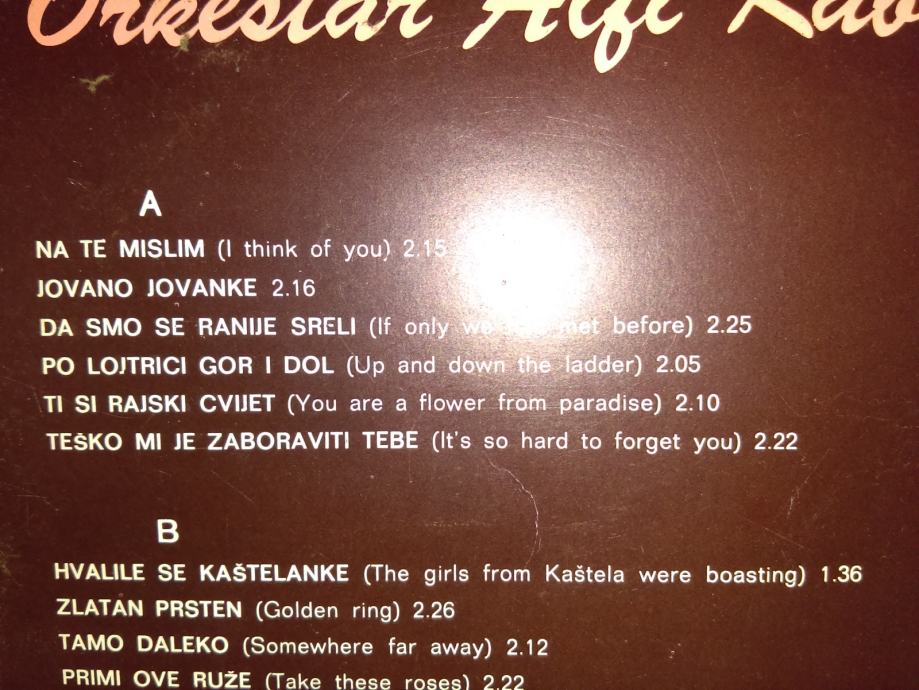 Orkestar Alfi Kab
A
NA TE MISLIM (I think of you) 2.15
JOVANO JOVANKE 2.16
DA SMO SE RANIJE SRELI (If only we met before) 2.25
PO LOJTRICI GOR I DOL (Up and down the ladder) 2.05
TI SI RAJSKI CVIJET (You are a flower from paradise) 2.10
TEŠKO MI JE ZABORAVITI TEBE (It's so hard to forget you) 2.22
B
HVALILE SE KAŠTELANKE (The girls from Kaštela were boasting) 1.36
ZLATAN PRSTEN (Golden ring) 2.26
TAMO DALEKO (Somewhere far away) 2.12
PRIMI OVE RUŽE (Take these roses) 2.22